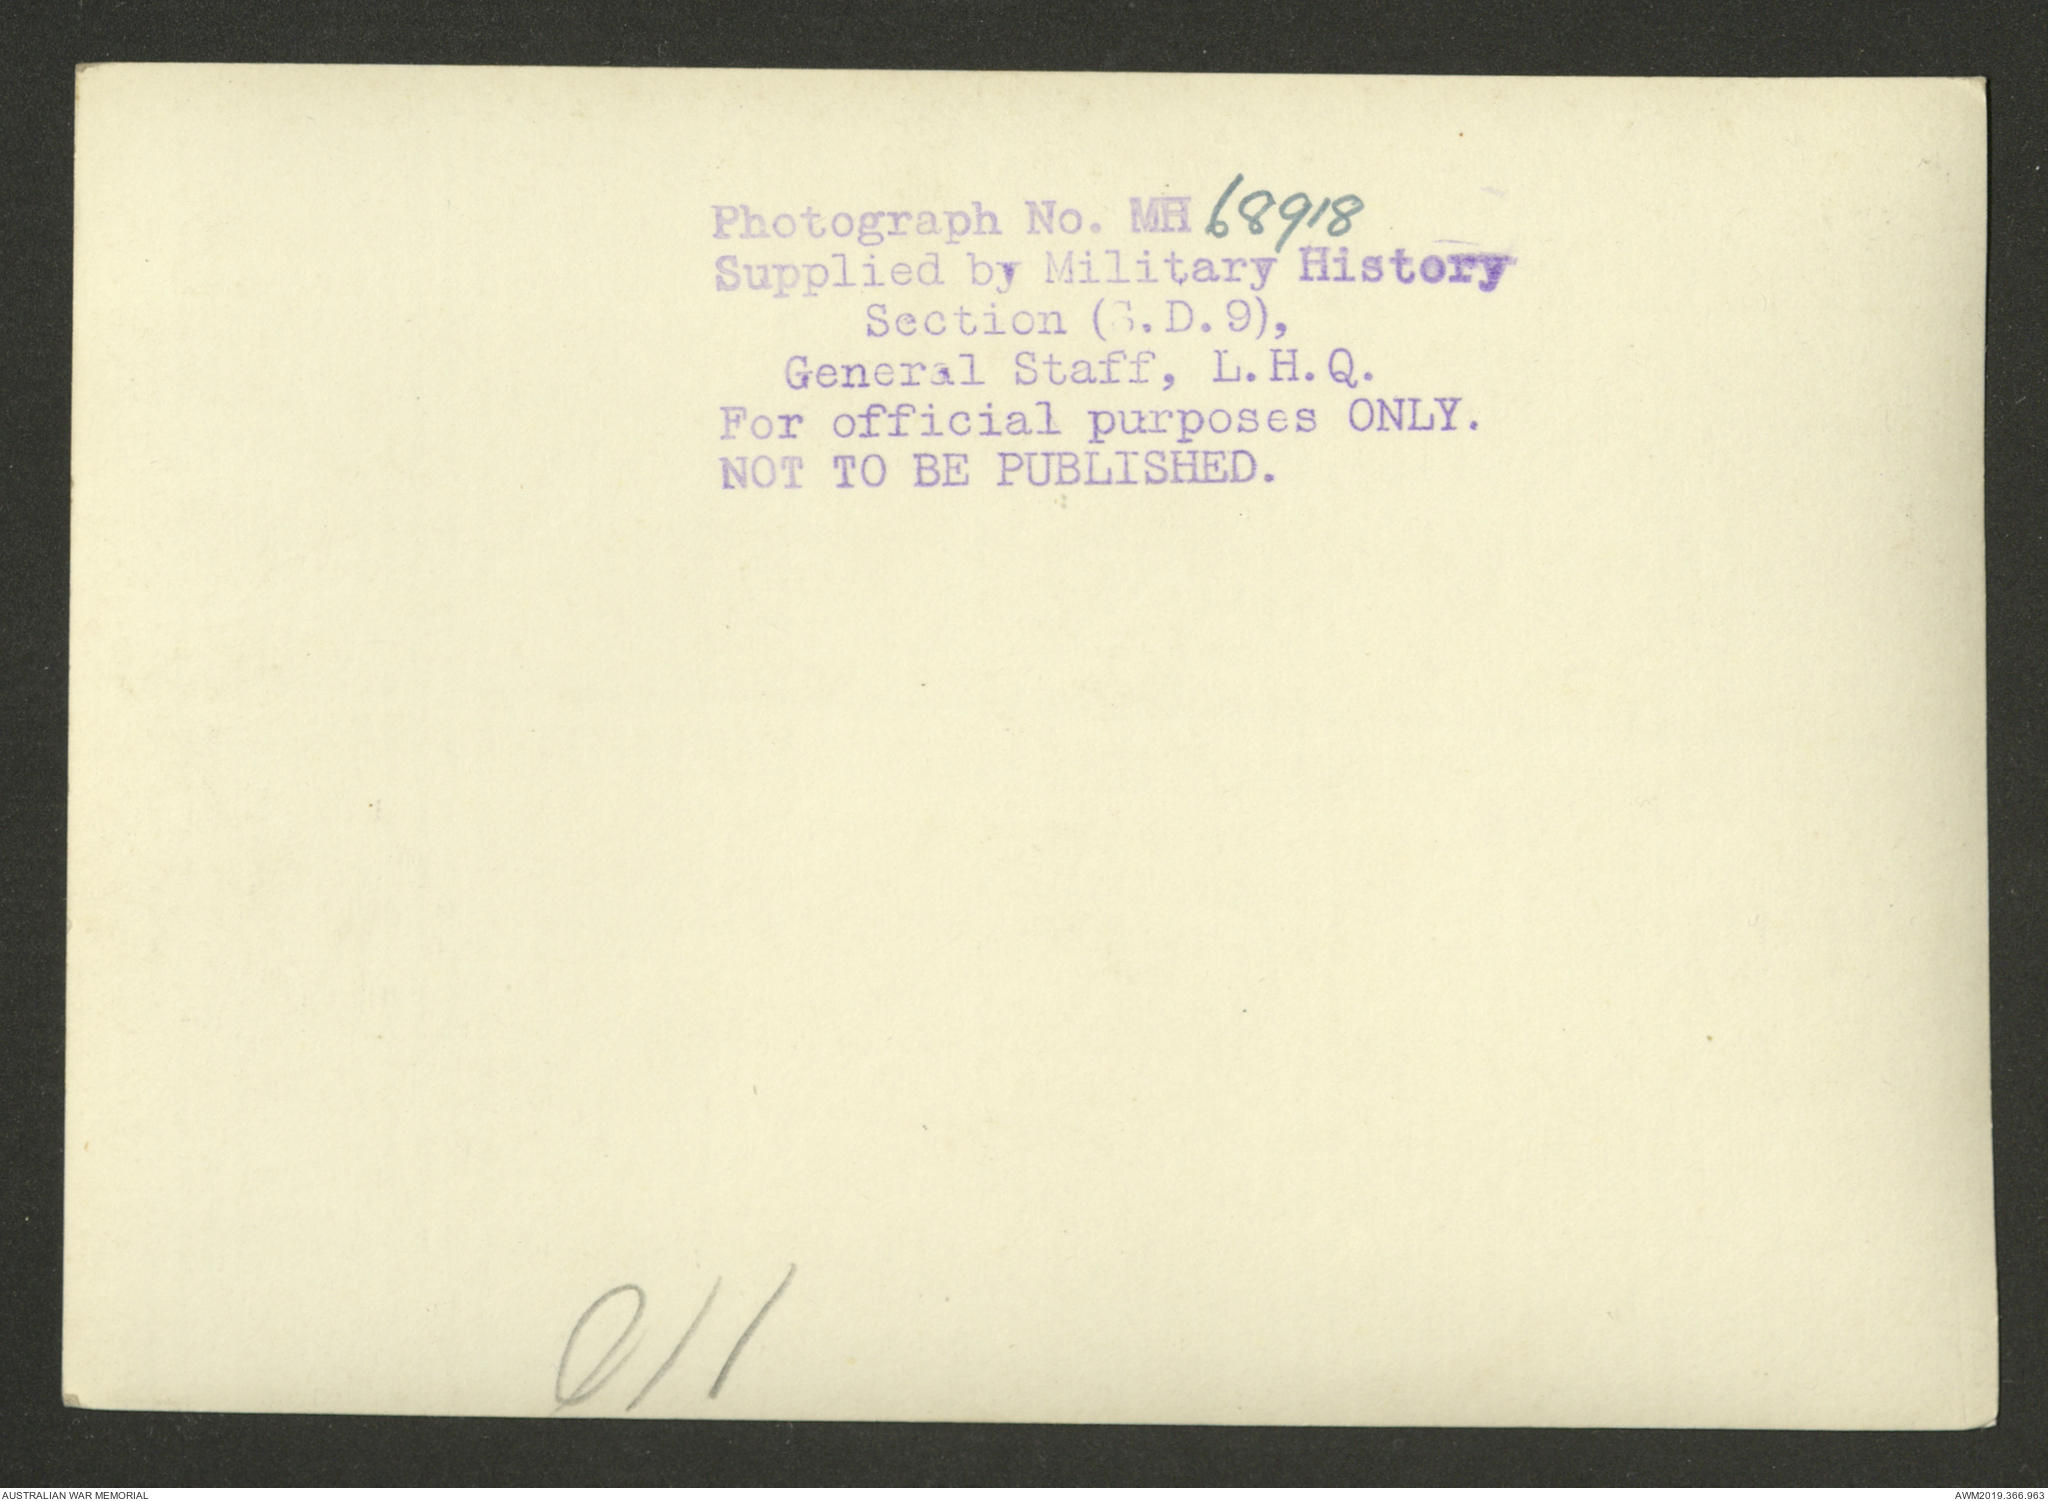 Photograph No. MH 68918
Supplied by Military History
Section (S.D.9),
General Staff, L.H.Q.
For official purposes ONLY.
NOT TO BE PUBLISHED.
011
AUSTRALIAN WAR MEMORIAL
AWM2019.366.963